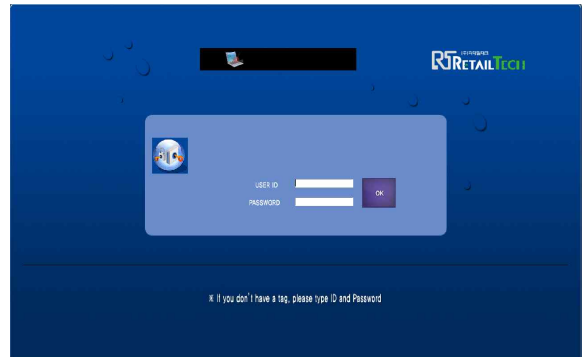 RETAILTECH
USER ID
PASSWORD
OK
※ If you don't have a tag, please type ID and Password